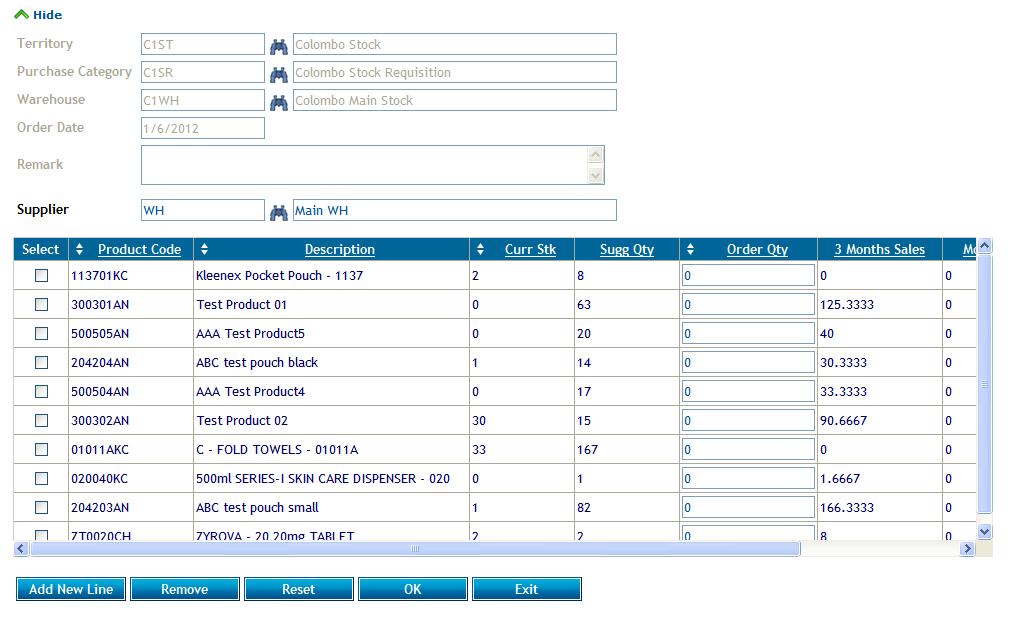 Hide
Territory C1ST Colombo Stock
Purchase Category C1SR Colombo Stock Requisition
Warehouse C1WH Colombo Main Stock
Order Date 1/6/2012
Remark
Supplier WH Main WH
Select Product Code Description Curr Stk Sugg Qty Order Qty 3 Months Sales
113701KC Kleenex Pocket Pouch - 1137 2 8 0 0 0
300301AN Test Product 01 0 63 0 125.3333 0
500505AN AAA Test Product5 0 20 0 40 0
204204AN ABC test pouch black 1 14 0 30.3333 0
500504AN AAA Test Product4 0 17 0 33.3333 0
300302AN Test Product 02 30 15 0 90.6667 0
01011AKC C - FOLD TOWELS - 01011A 33 167 0 0 0
020040KC 500ml SERIES-I SKIN CARE DISPENSER - 020 0 1 0 1.6667 0
204203AN ABC test pouch small 1 82 0 166.3333 0
ZT0020CH ZYROVA - 20 20mg TABLET 2 2 0 8 0
Add New Line Remove Reset OK Exit